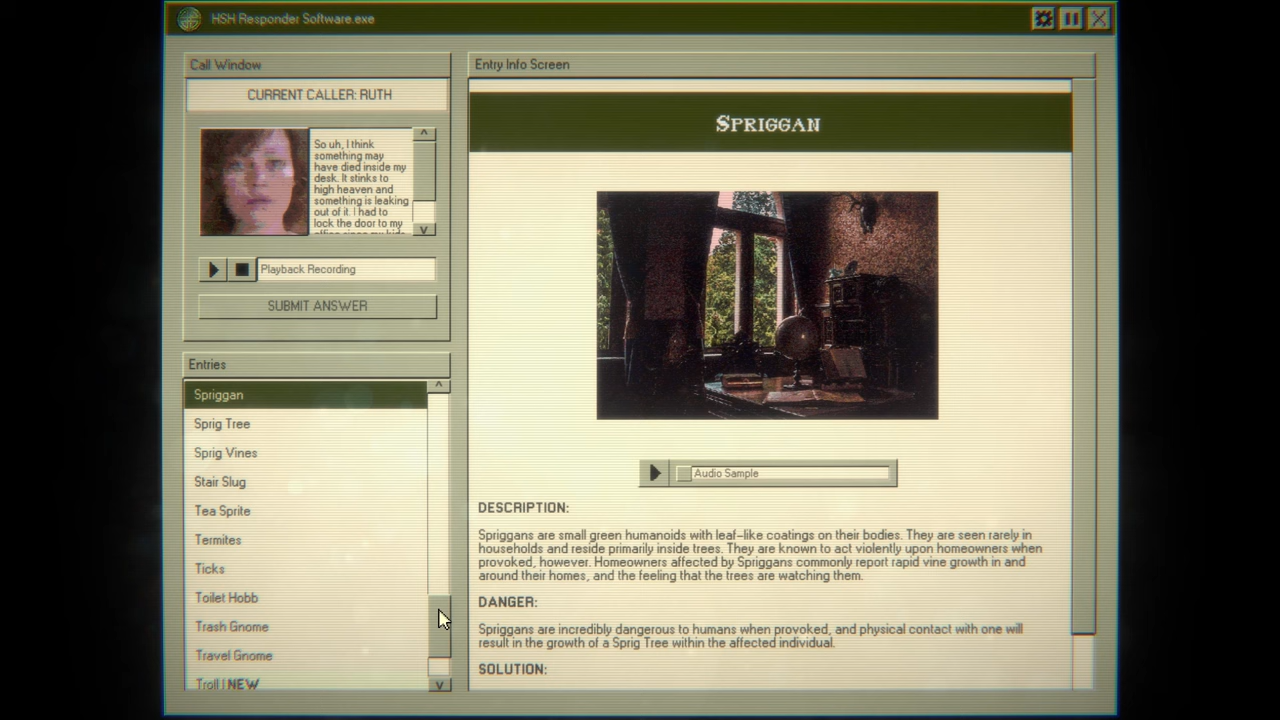 HSH Responder Software.exe
Call Window
CURRENT CALLER: RUTH
So uh, I think
something may
have died inside my
desk. It stinks to
high heaven and
something is leaking
out of it. I had to
lock the door to my
Playback Recording
SUBMIT ANSWER
Entries
Spriggan
Sprig Tree
Sprig Vines
Stair Slug
Tea Sprite
Termites
Ticks
Toilet Hobb
Trash Gnome
Travel Gnome
Troll | NEW
Entry Info Screen
Spriggan
Audio Sample
DESCRIPTION:
Spriggans are small green humanoids with leaf-like coatings on their bodies. They are seen rarely in
households and reside primarily inside trees. They are known to act violently upon homeowners when
provoked, however. Homeowners affected by Spriggans commonly report rapid vine growth in and
around their homes, and the feeling that the trees are watching them.
DANGER:
Spriggans are incredibly dangerous to humans when provoked, and physical contact with one will
result in the growth of a Sprig Tree within the affected individual.
SOLUTION: